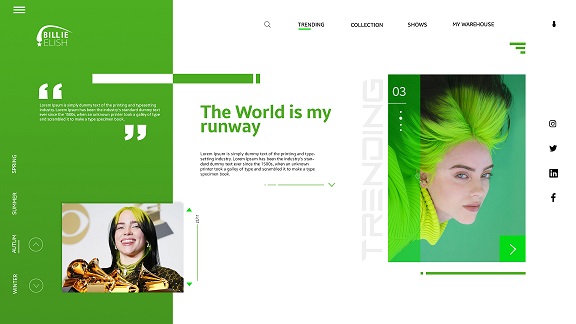 TRENDING
COLLECTION
SHOWS
MY WAREHOUSE
BILLIE
ELISH
“
Lorem Ipsum is simply dummy text of the printing and typesetting
industry. Lorem Ipsum has been the industry's standard dummy text
ever since the 1500s, when an unknown printer took a galley of type
and scrambled it to make a type specimen book.
”
The World is my
runway
Lorem Ipsum is simply dummy text of the printing and type-
setting industry. Lorem Ipsum has been the industry's stan-
dard dummy text ever since the 1500s, when an unknown
printer took a galley of type and scrambled it to make a type
specimen book.
TRENDING
03
SPRING
SUMMER
AUTUMN
WINTER